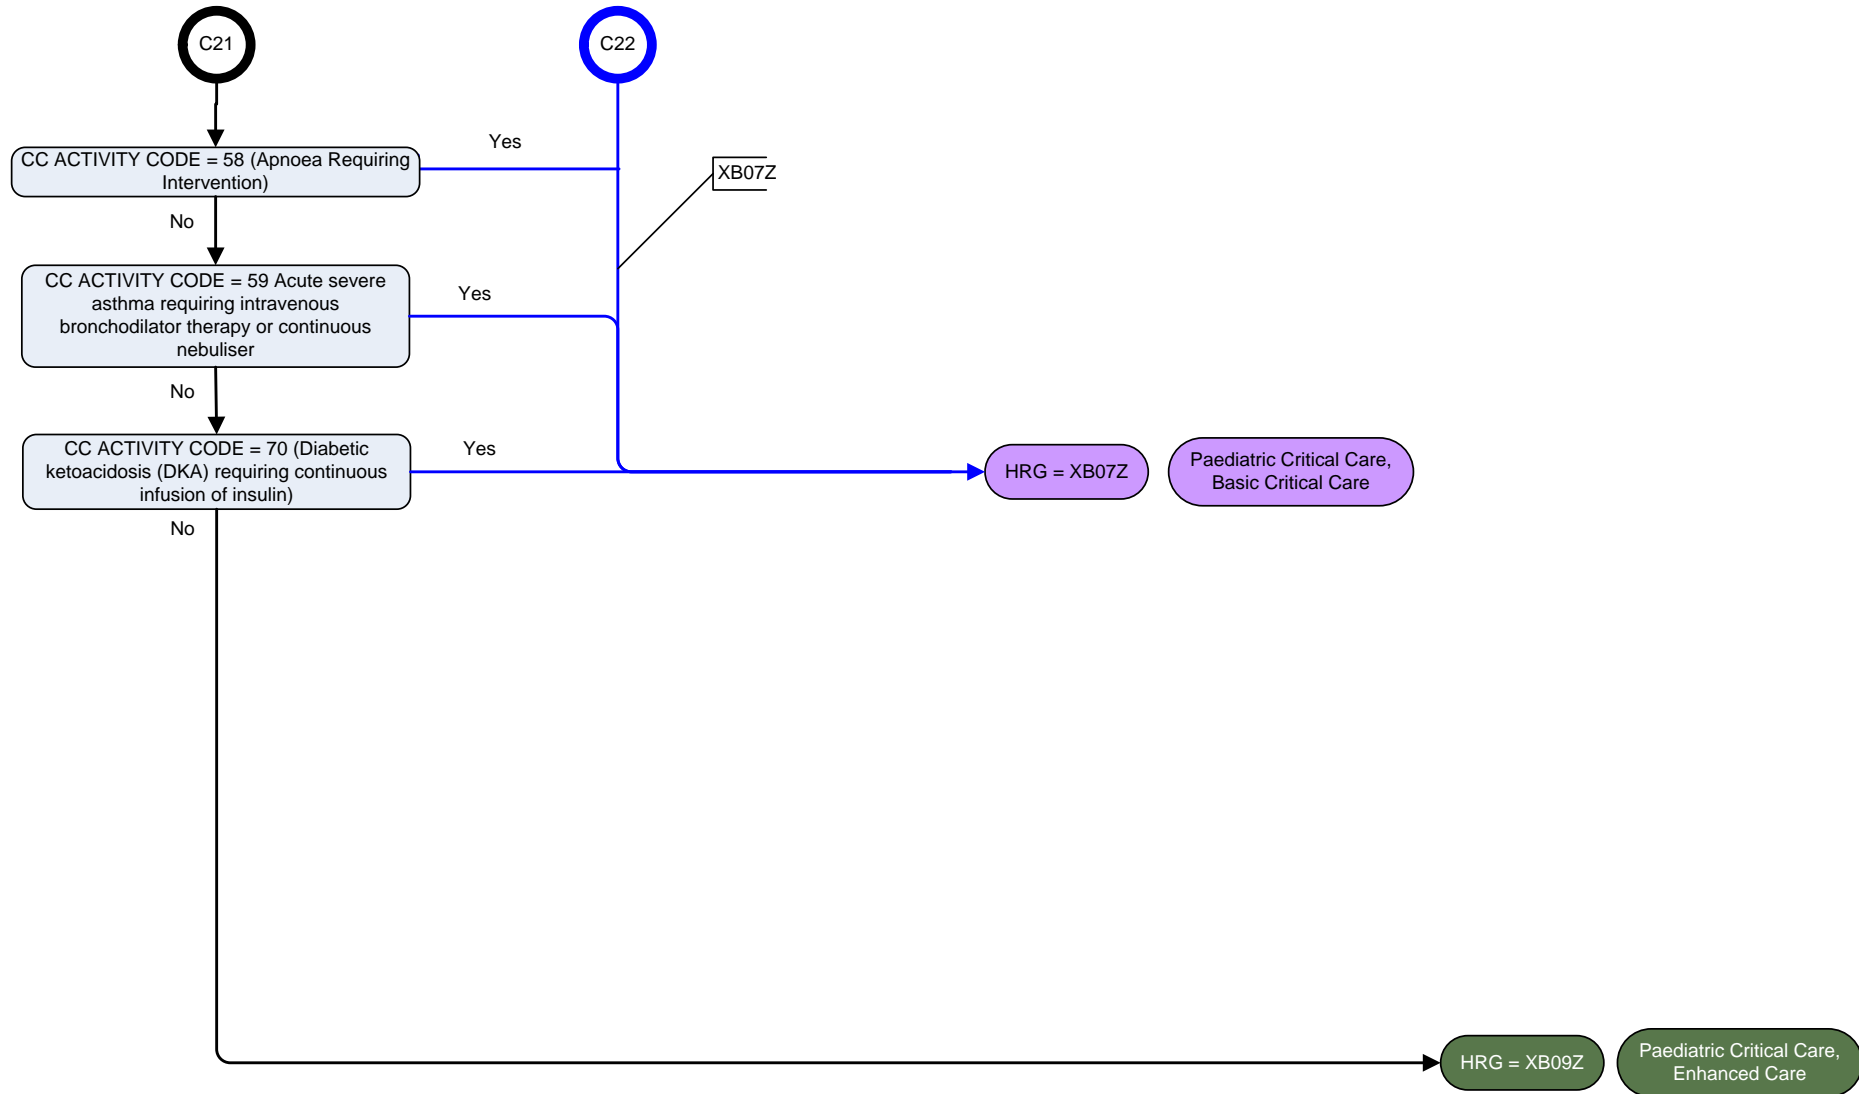 C21
C22
CC ACTIVITY CODE = 58 (Apnoea Requiring
Intervention)
Yes
XB07Z
No
CC ACTIVITY CODE = 59 Acute severe
asthma requiring intravenous
bronchodilator therapy or continuous
nebuliser
Yes
No
CC ACTIVITY CODE = 70 (Diabetic
ketoacidosis (DKA) requiring continuous
infusion of insulin)
Yes
HRG = XB07Z
Paediatric Critical Care,
Basic Critical Care
No
HRG = XB09Z
Paediatric Critical Care,
Enhanced Care